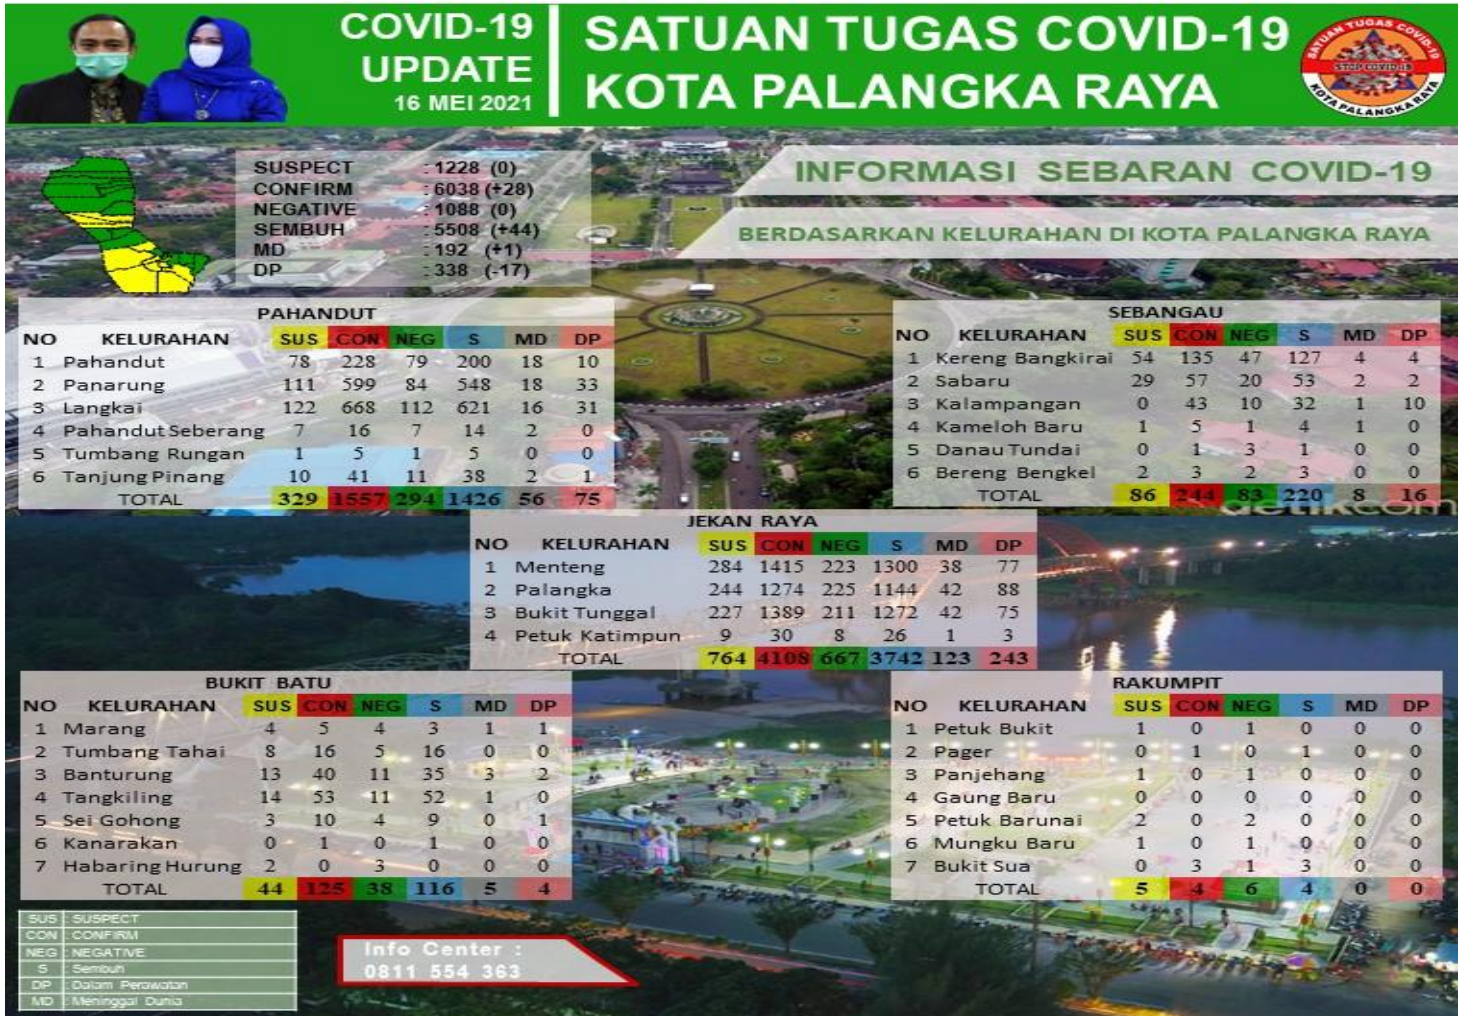 COVID-19
UPDATE
16 MEI 2021
SATUAN TUGAS COVID-19
KOTA PALANGKA RAYA
SATUAN TUGAS COVID-19
STOP COVID-19
KOTA PALANGKA RAYA
SUSPECT : 1228 (0)
CONFIRM : 6038 (+28)
NEGATIVE : 1088 (0)
SEMBUH : 5508 (+44)
MD : 192 (+1)
DP : 338 (-17)
INFORMASI SEBARAN COVID-19
BERDASARKAN KELURAHAN DI KOTA PALANGKA RAYA
PAHANDUT
NO KELURAHAN SUS CON NEG S MD DP
1 Pahandut 78 228 79 200 18 10
2 Panarung 111 599 84 548 18 33
3 Langkai 122 668 112 621 16 31
4 Pahandut Seberang 7 16 7 14 2 0
5 Tumbang Rungan 1 5 1 5 0 0
6 Tanjung Pinang 10 41 11 38 2 1
TOTAL 329 1557 294 1426 56 75
SEBANGAU
NO KELURAHAN SUS CON NEG S MD DP
1 Kereng Bangkirai 54 135 47 127 4 4
2 Sabaru 29 57 20 53 2 2
3 Kalampangan 0 43 10 32 1 10
4 Kameloh Baru 1 5 1 4 1 0
5 Danau Tundai 0 1 3 1 0 0
6 Bereng Bengkel 2 3 2 3 0 0
TOTAL 86 244 83 220 8 16
detikcom
JEKAN RAYA
NO KELURAHAN SUS CON NEG S MD DP
1 Menteng 284 1415 223 1300 38 77
2 Palangka 244 1274 225 1144 42 88
3 Bukit Tunggal 227 1389 211 1272 42 75
4 Petuk Katimpun 9 30 8 26 1 3
TOTAL 764 4108 667 3742 123 243
BUKIT BATU
NO KELURAHAN SUS CON NEG S MD DP
1 Marang 4 5 4 3 1 1
2 Tumbang Tahai 8 16 5 16 0 0
3 Banturung 13 40 11 35 3 2
4 Tangkiling 14 53 11 52 1 0
5 Sei Gohong 3 10 4 9 0 1
6 Kanarakan 0 1 0 1 0 0
7 Habaring Hurung 2 0 3 0 0 0
TOTAL 44 125 38 116 5 4
RAKUMPIT
NO KELURAHAN SUS CON NEG S MD DP
1 Petuk Bukit 1 0 1 0 0 0
2 Pager 0 1 0 1 0 0
3 Panjehang 1 0 1 0 0 0
4 Gaung Baru 0 0 0 0 0 0
5 Petuk Barunai 2 0 2 0 0 0
6 Mungku Baru 1 0 1 0 0 0
7 Bukit Sua 0 3 1 3 0 0
TOTAL 5 4 6 4 0 0
SUS : SUSPECT
CON : CONFIRM
NEG : NEGATIVE
S : Sembuh
DP : Dalam Perawatan
MD : Meninggal Dunia
Info Center :
0811 554 363